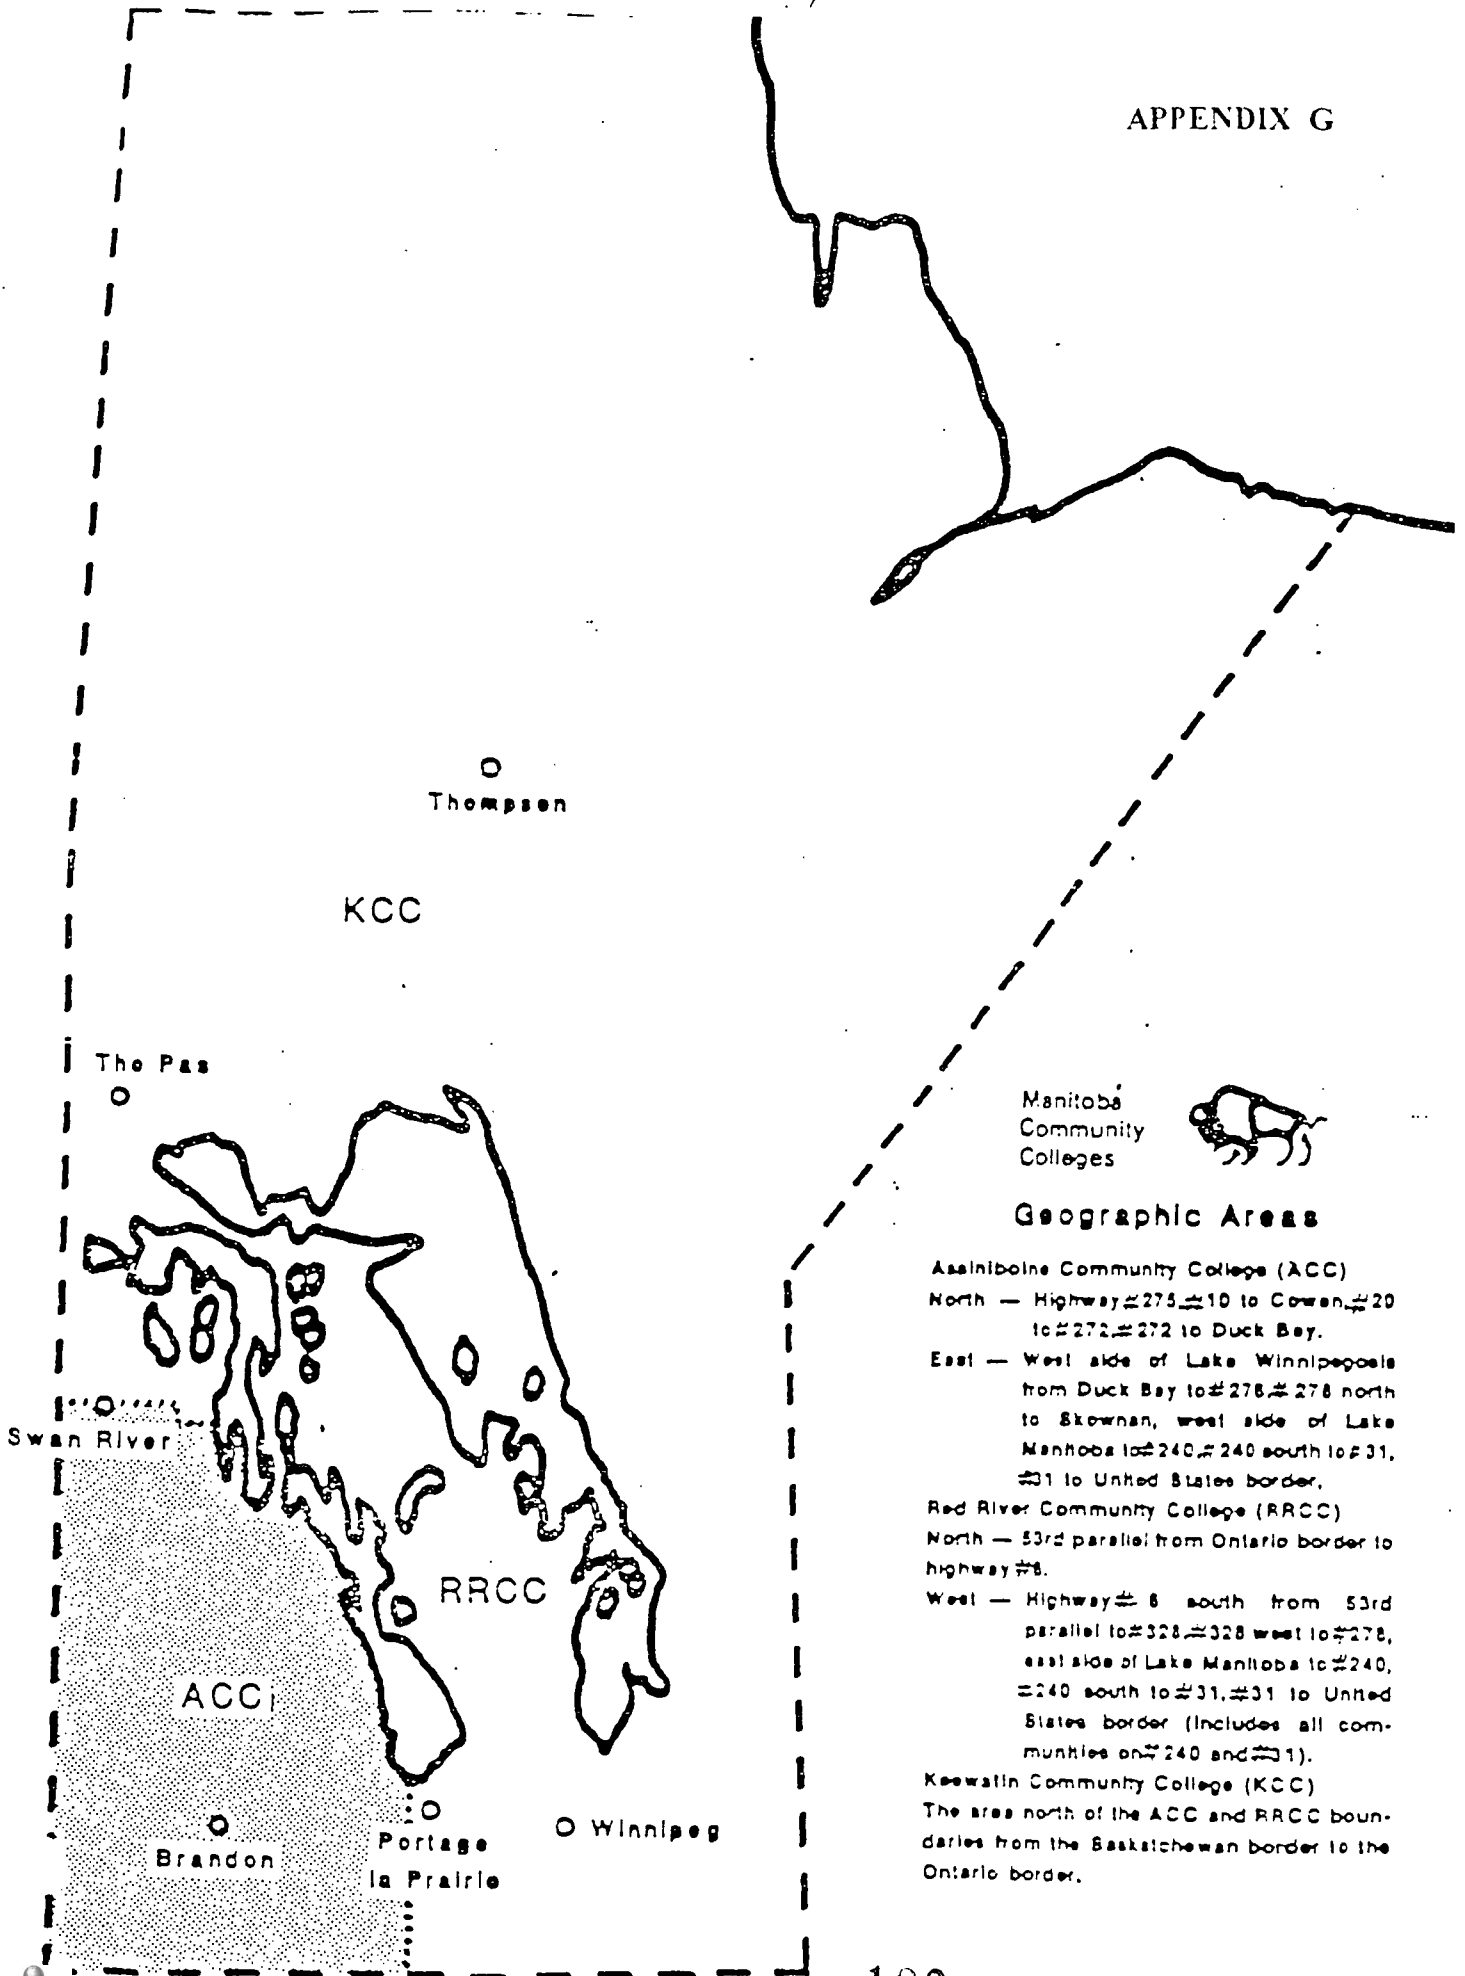 APPENDIX G
Thompson
KCC
The Pas
Manitoba
Community
Colleges
Geographic Areas
Assiniboine Community College (ACC)
North — Highway #275, #10 to Cowan, #20
to #272, #272 to Duck Bay.
East — West side of Lake Winnipegosis
from Duck Bay to #276, #276 north
to Skownan, west side of Lake
Manitoba to #240, #240 south to #31,
#31 to United States border.
Red River Community College (RRCC)
North — 53rd parallel from Ontario border to
highway #6.
West — Highway # 6 south from 53rd
parallel to #328, #328 west to #276,
east side of Lake Manitoba to #240,
#240 south to #31, #31 to United
States border (Includes all com-
munities on #240 and #31).
Keewatin Community College (KCC)
The area north of the ACC and RRCC boun-
daries from the Saskatchewan border to the
Ontario border.
Swan River
RRCC
ACC
Brandon
Portage
la Prairie
Winnipeg